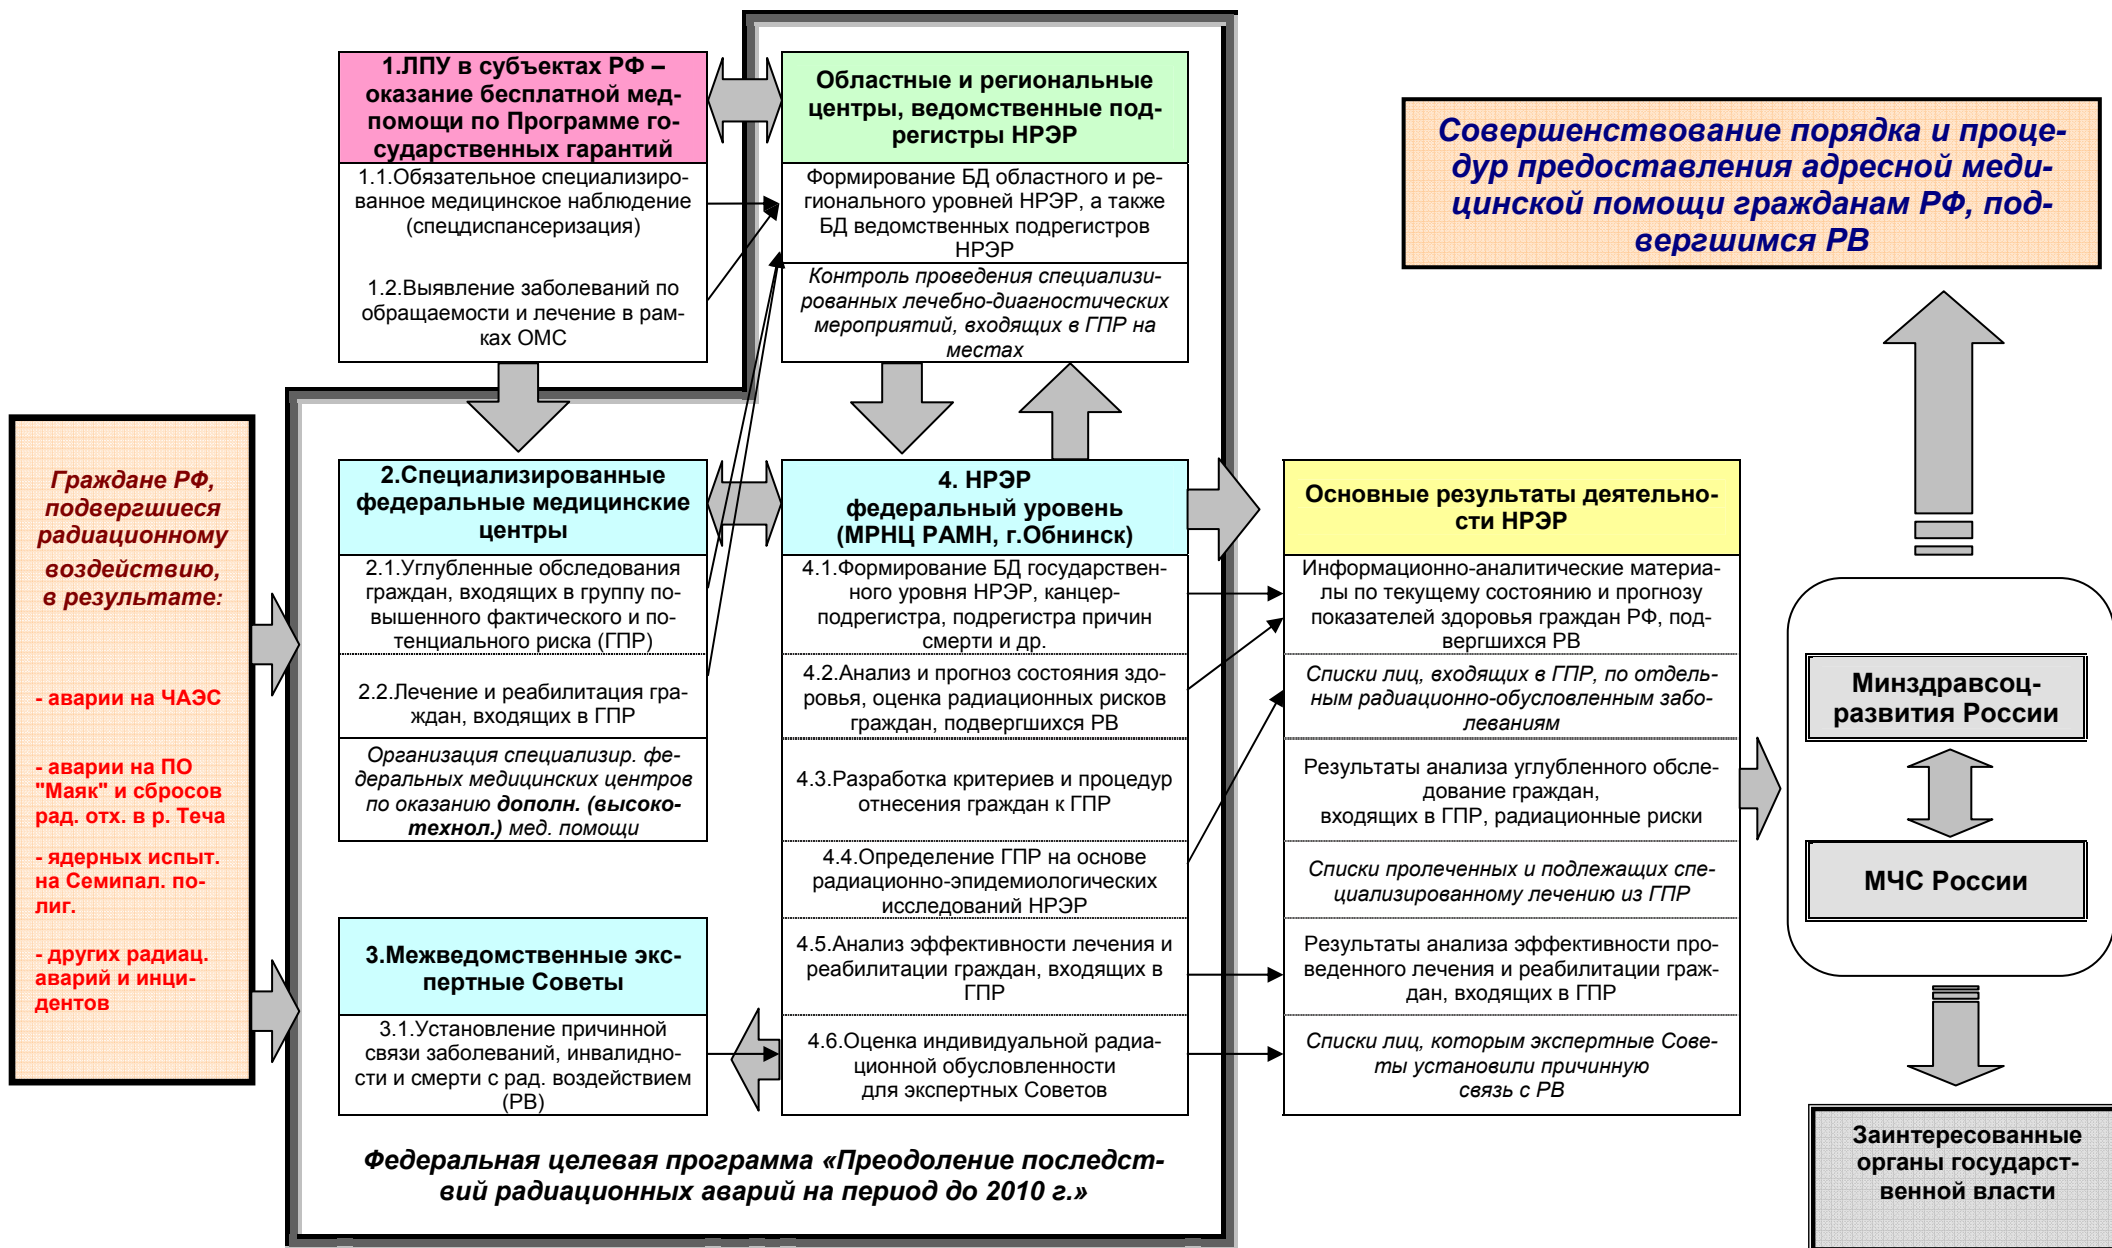 1.ЛПУ в субъектах РФ –
оказание бесплатной мед-
помощи по Программе го-
сударственных гарантий
1.1.Обязательное специализиро-
ванное медицинское наблюдение
(спецдиспансеризация)
1.2.Выявление заболеваний по
обращаемости и лечение в рам-
ках ОМС
Областные и региональные
центры, ведомственные под-
регистры НРЭР
Формирование БД областного и ре-
гионального уровней НРЭР, а также
БД ведомственных подрегистров
НРЭР
Контроль проведения специализи-
рованных лечебно-диагностических
мероприятий, входящих в ГПР на
местах
Совершенствование порядка и проце-
дур предоставления адресной меди-
цинской помощи гражданам РФ, под-
вергшимся РВ
Граждане РФ,
подвергшиеся
радиационному
воздействию,
в результате:
- аварии на ЧАЭС
- аварии на ПО
"Маяк" и сбросов
рад. отх. в р. Теча
- ядерных испыт.
на Семипал. по-
лиг.
- других радиац.
аварий и инци-
дентов
2.Специализированные
федеральные медицинские
центры
2.1.Углубленные обследования
граждан, входящих в группу по-
вышенного фактического и по-
тенциального риска (ГПР)
2.2.Лечение и реабилитация гра-
ждан, входящих в ГПР
Организация специализир. фе-
деральных медицинских центров
по оказанию дополн. (высоко-
технол.) мед. помощи
3.Межведомственные экс-
пертные Советы
3.1.Установление причинной
связи заболеваний, инвалидно-
сти и смерти с рад. воздействием
(РВ)
4. НРЭР
федеральный уровень
(МРНЦ РАМН, г.Обнинск)
4.1.Формирование БД государствен-
ного уровня НРЭР, канцер-
подрегистра, подрегистра причин
смерти и др.
4.2.Анализ и прогноз состояния здо-
ровья, оценка радиационных рисков
граждан, подвергшихся РВ
4.3.Разработка критериев и процедур
отнесения граждан к ГПР
4.4.Определение ГПР на основе
радиационно-эпидемиологических
исследований НРЭР
4.5.Анализ эффективности лечения и
реабилитации граждан, входящих в
ГПР
4.6.Оценка индивидуальной радиа-
ционной обусловленности
для экспертных Советов
Основные результаты деятельно-
сти НРЭР
Информационно-аналитические материа-
лы по текущему состоянию и прогнозу
показателей здоровья граждан РФ, под-
вергшихся РВ
Списки лиц, входящих в ГПР, по отдель-
ным радиационно-обусловленным забо-
леваниям
Результаты анализа углубленного обсле-
дование граждан,
входящих в ГПР, радиационные риски
Списки пролеченных и подлежащих спе-
циализированному лечению из ГПР
Результаты анализа эффективности про-
веденного лечения и реабилитации граж-
дан, входящих в ГПР
Списки лиц, которым экспертные Сове-
ты установили причинную
связь с РВ
Минздравсоц-
развития России
МЧС России
Заинтересованные
органы государст-
венной власти
Федеральная целевая программа «Преодоление последст-
вий радиационных аварий на период до 2010 г.»